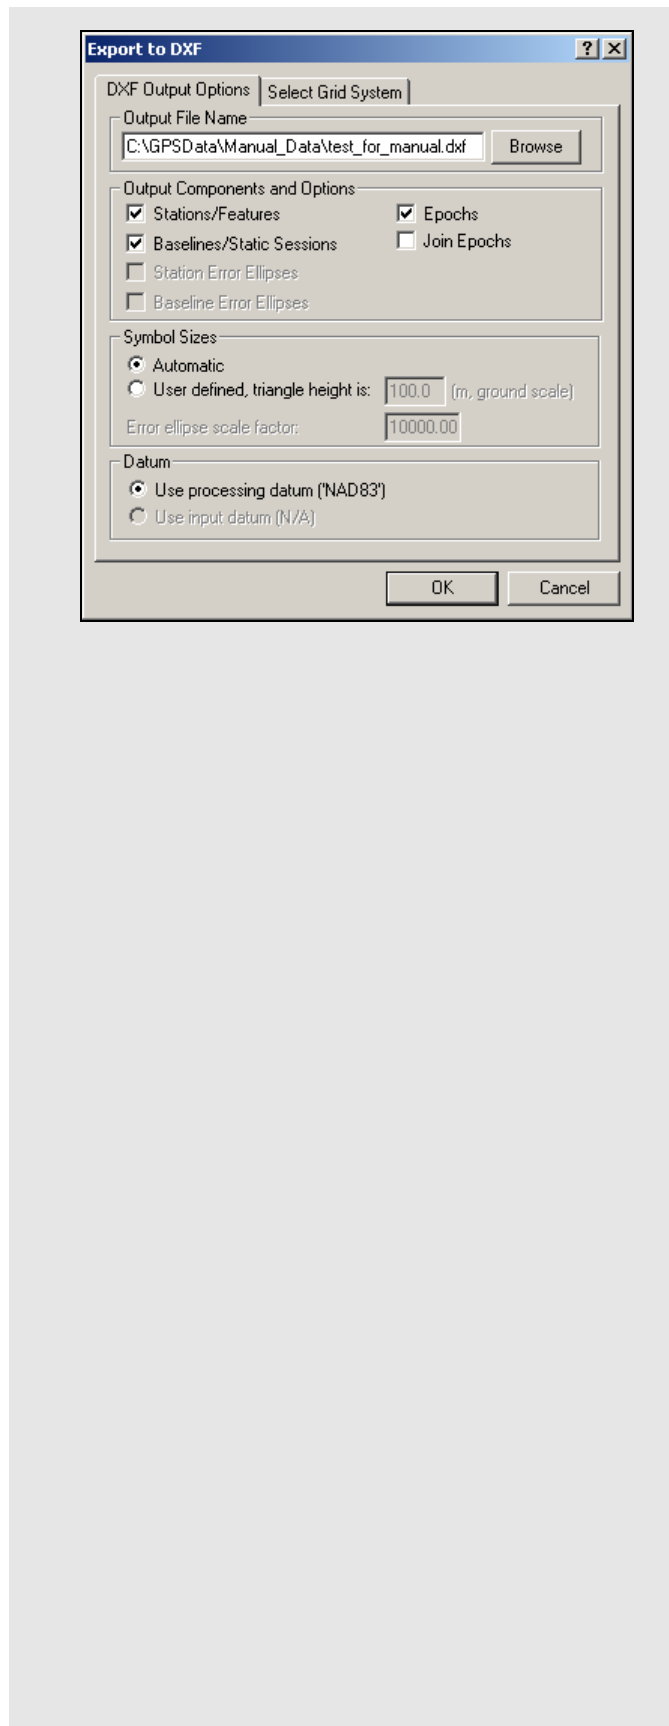 Export to DXF
DXF Output Options
Select Grid System
Output File Name
C:\GPSData\Manual_Data\test_for_manual.dxf
Browse
Output Components and Options
Stations/Features
Epochs
Baselines/Static Sessions
Join Epochs
Station Error Ellipses
Baseline Error Ellipses
Symbol Sizes
Automatic
User defined, triangle height is: 100.0 (m, ground scale)
Error ellipse scale factor: 10000.00
Datum
Use processing datum ('NAD83')
Use input datum (N/A)
OK
Cancel